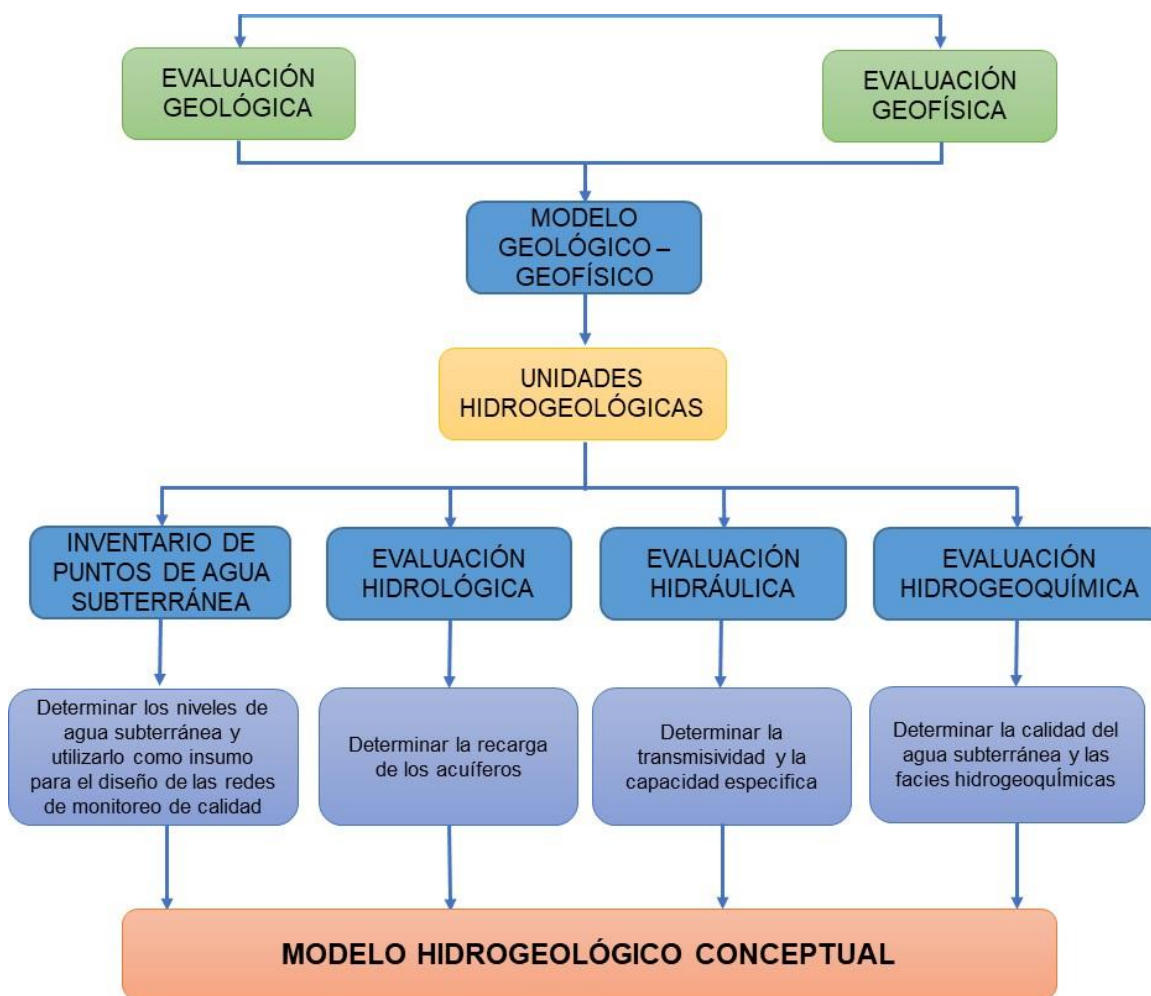 EVALUACIÓN
GEOLÓGICA
EVALUACIÓN
GEOFÍSICA
MODELO
GEOLÓGICO –
GEOFÍSICO
UNIDADES
HIDROGEOLÓGICAS
INVENTARIO DE
PUNTOS DE AGUA
SUBTERRÁNEA
EVALUACIÓN
HIDROLÓGICA
EVALUACIÓN
HIDRÁULICA
EVALUACIÓN
HIDROGEOQUÍMICA
Determinar los niveles de
agua subterránea y
utilizarlo como insumo
para el diseño de las redes
de monitoreo de calidad
Determinar la recarga
de los acuíferos
Determinar la
transmisividad y la
capacidad especifica
Determinar la calidad del
agua subterránea y las
facies hidrogeoquÍmicas
MODELO HIDROGEOLÓGICO CONCEPTUAL